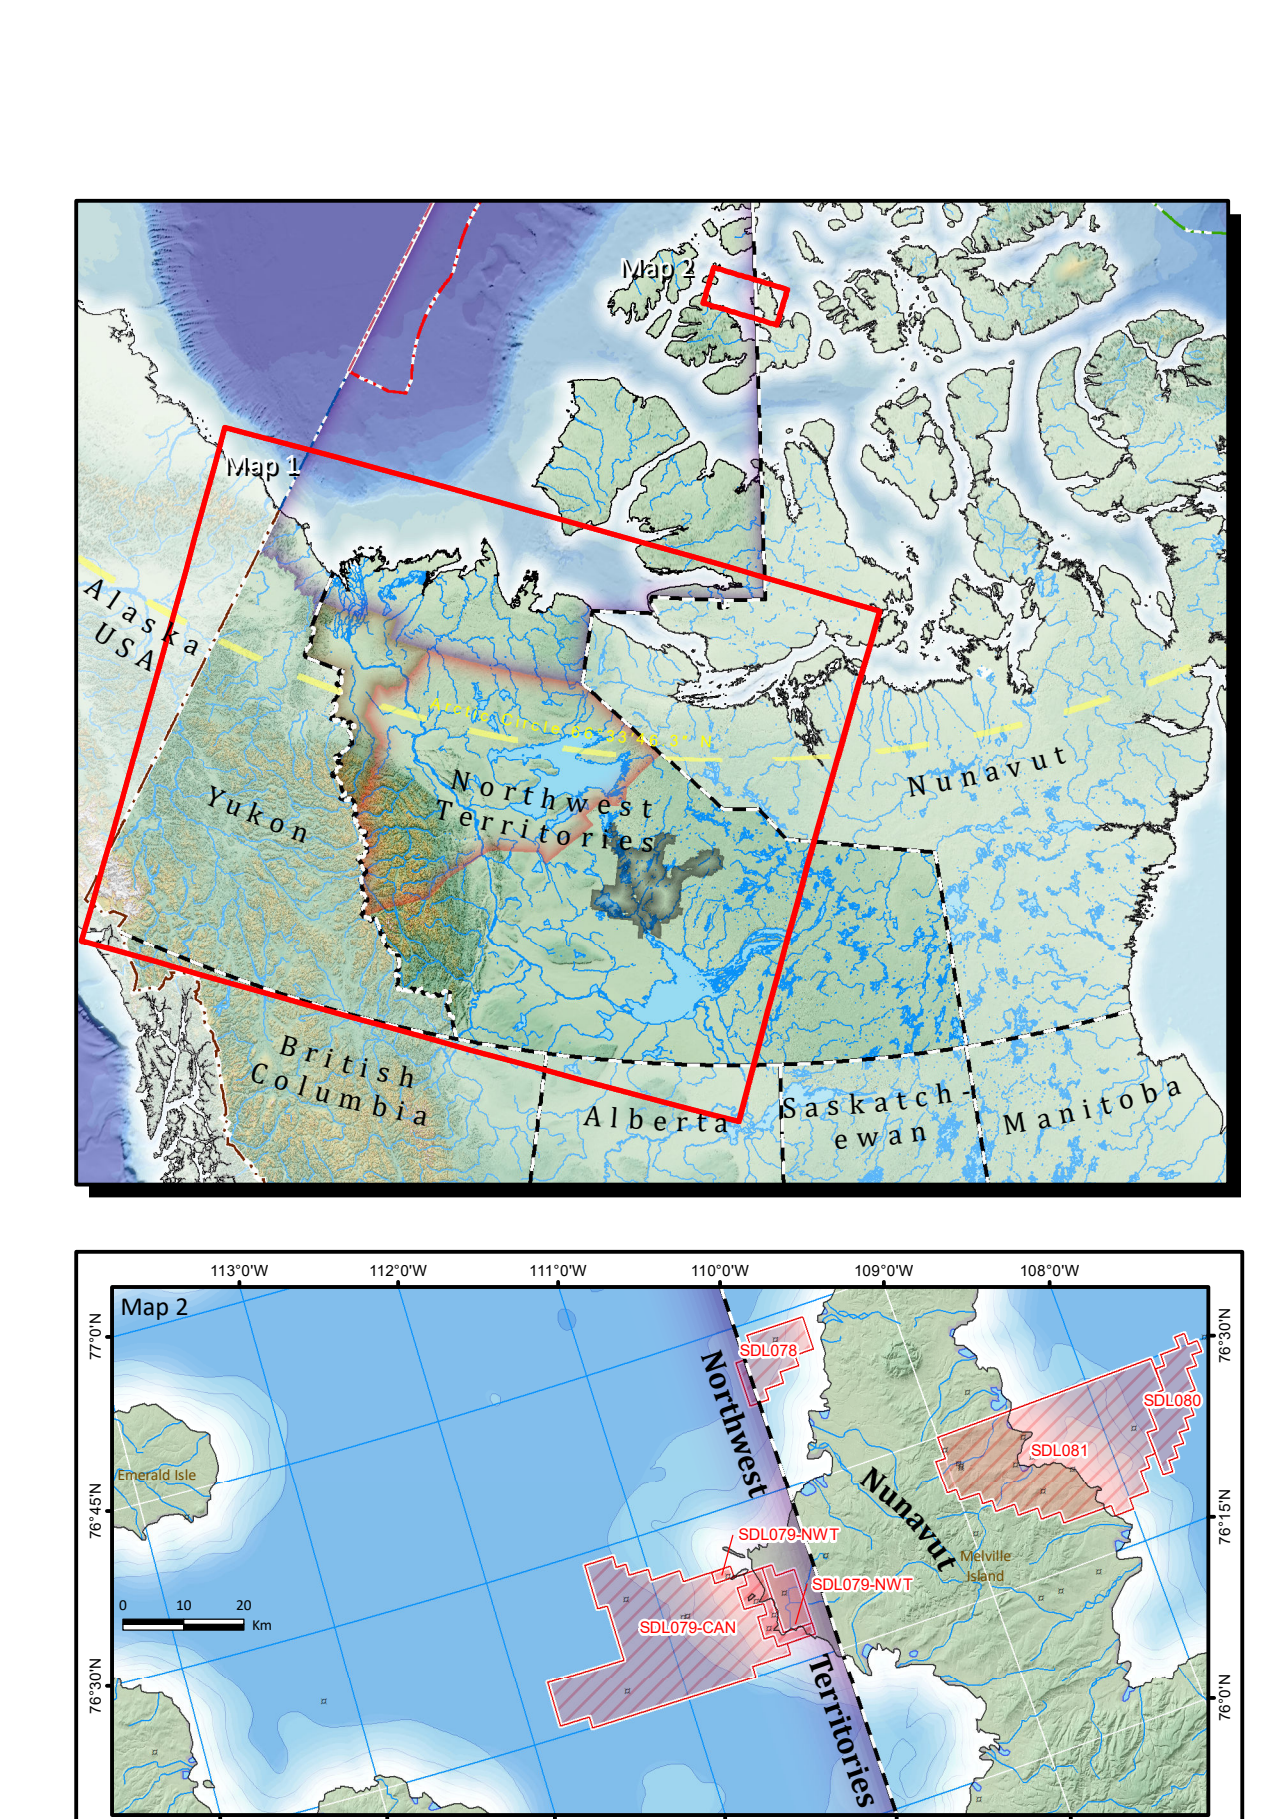 Map 2
Map 1
Alaska
USA
Arctic Circle 66°33'46.3" N
Northwest
Territories
Nunavut
Yukon
British
Columbia
Alberta
Saskatch-
ewan
Manitoba
113°0'W 112°0'W 111°0'W 110°0'W 109°0'W 108°0'W
Map 2
77°0'N
76°30'N
SDL078
Northwest
SDL080
SDL081
Emerald Isle
76°45'N
76°15'N
Nunavut
SDL079-NWT
Melville
Island
SDL079-NWT
0 10 20
Km
SDL079-CAN
76°30'N
76°0'N
Territories